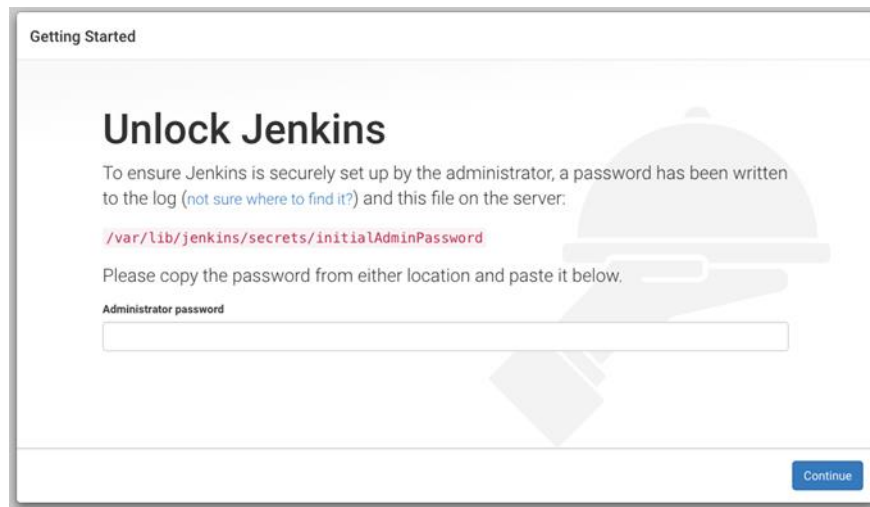 Getting Started
Unlock Jenkins
To ensure Jenkins is securely set up by the administrator, a password has been written
to the log (not sure where to find it?) and this file on the server:
/var/lib/jenkins/secrets/initialAdminPassword
Please copy the password from either location and paste it below.
Administrator password
Continue